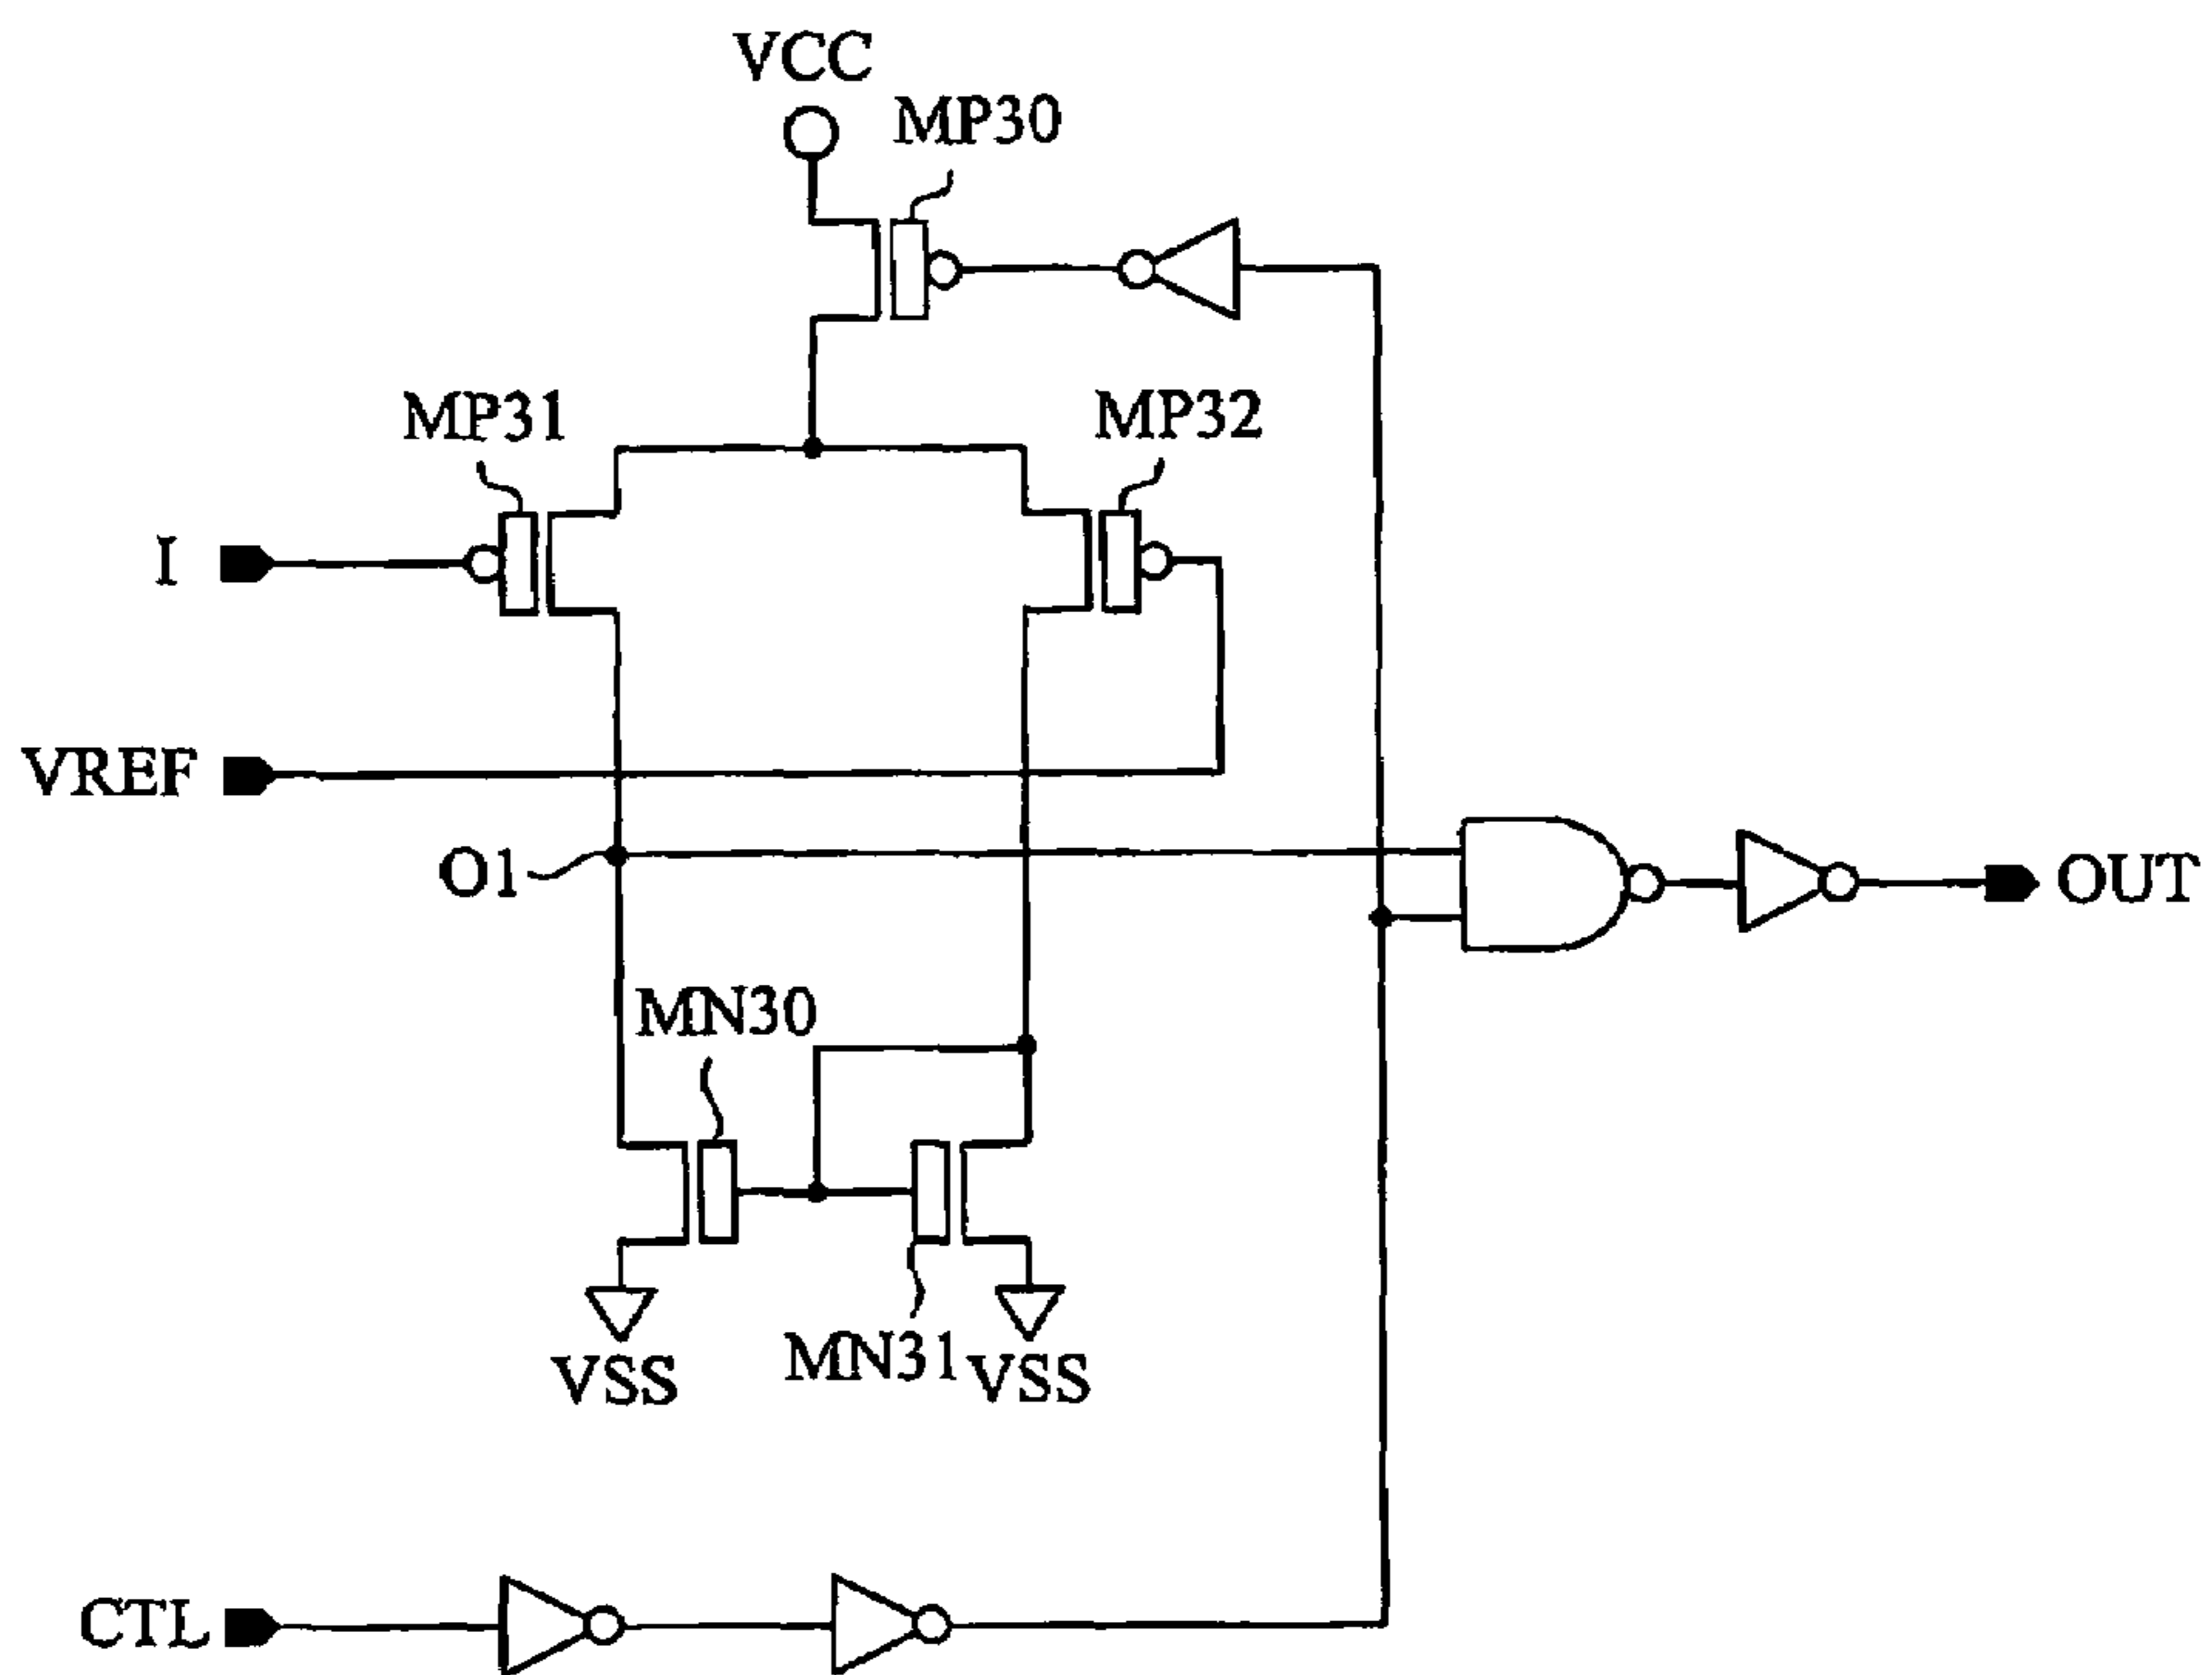 VCC
MP30
MP31
MP32
I
VREF
O1
OUT
MN30
MN31
VSS
VSS
CTL